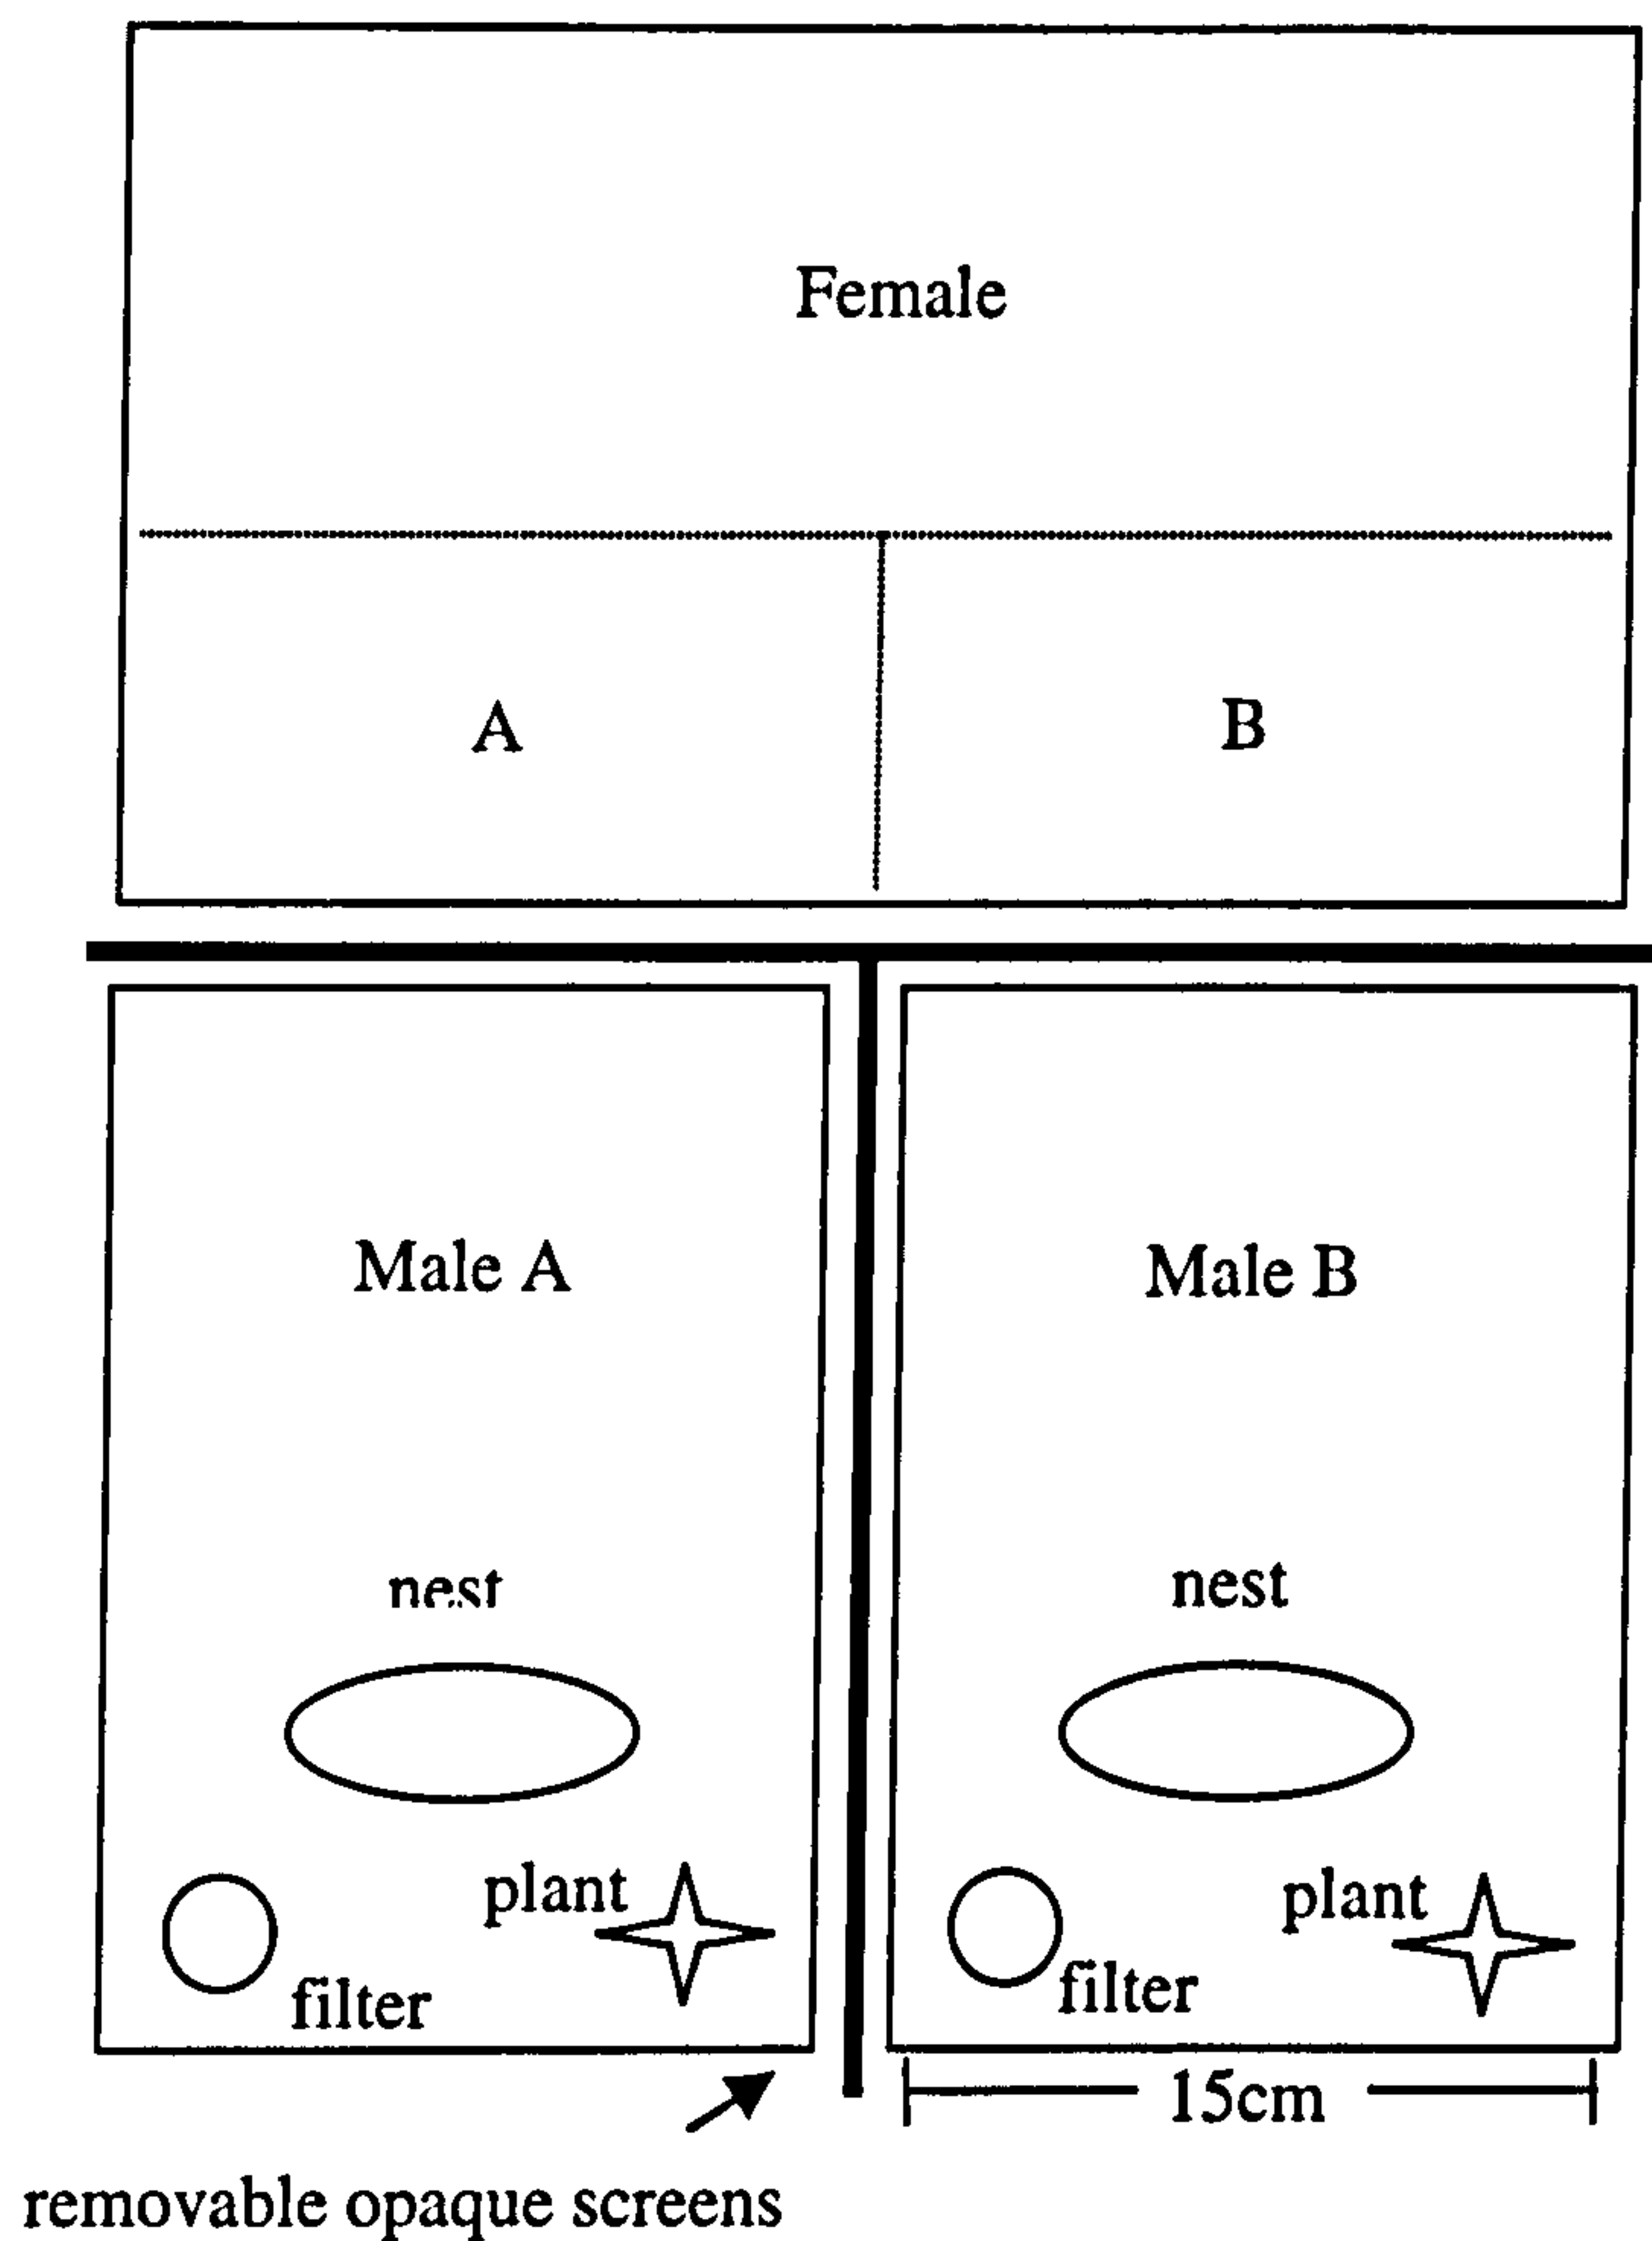 Female
A
B
Male A
Male B
nest
nest
plant
filter
plant
filter
15cm
removable opaque screens